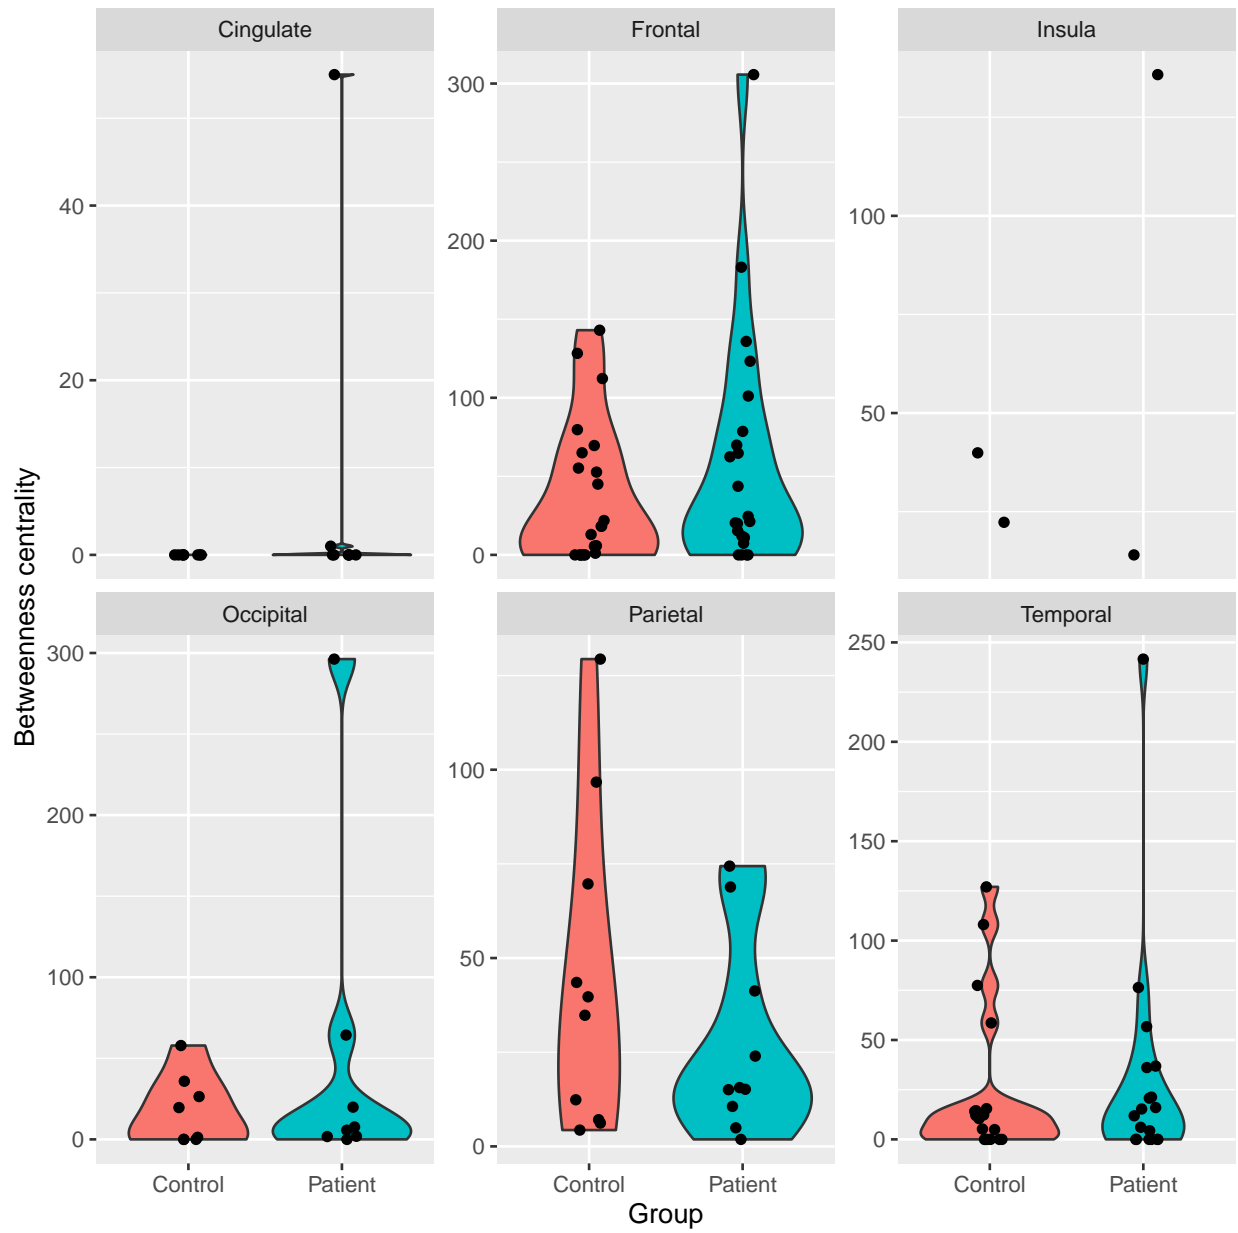 Cingulate
Frontal
Insula
40
20
0
300
200
100
0
100
50
Betweenness centrality
Occipital
Parietal
Temporal
300
200
100
0
100
50
0
250
200
150
100
50
0
Control
Patient
Control
Patient
Control
Patient
Group